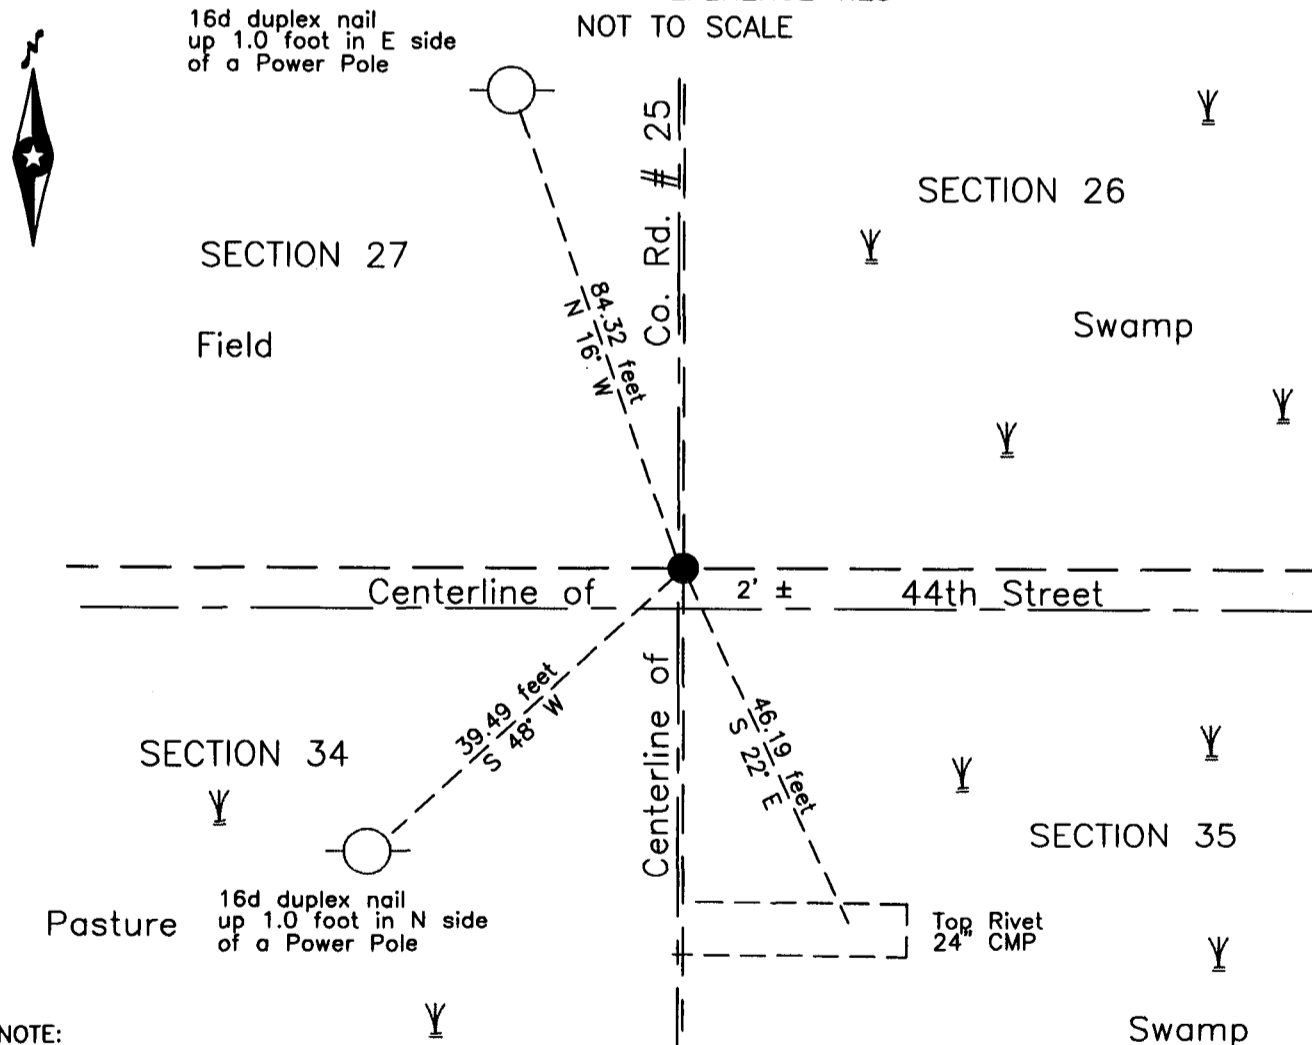 NOT TO SCALE
16d duplex nail
up 1.0 foot in E side
of a Power Pole
N
Co. Rd. # 25
SECTION 26
SECTION 27
Swamp
Field
84.32 feet
N 16° W
Centerline of 2' ± 44th Street
Centerline of
39.49 feet
S 48° W
46.19 feet
S 22° E
SECTION 34
SECTION 35
16d duplex nail
up 1.0 foot in N side
of a Power Pole
Pasture
Top Rivet
24" CMP
Swamp
NOTE: